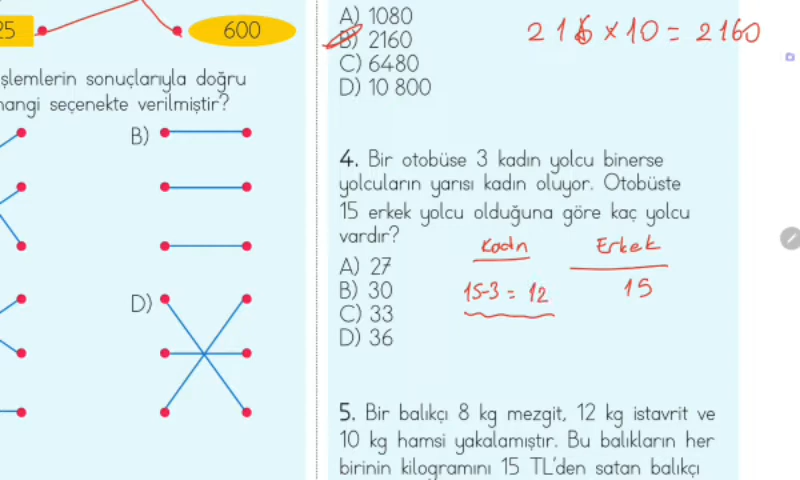 25
600
şlemlerin sonuçlarıyla doğru
hangi seçenekte verilmiştir?
B)
D)
A) 1080
B) 2160
C) 6480
D) 10 800
216 x 10 = 2160
4. Bir otobüse 3 kadın yolcu binerse
yolcuların yarısı kadın oluyor. Otobüste
15 erkek yolcu olduğuna göre kaç yolcu
vardır?
A) 27
B) 30
C) 33
D) 36
Kadın Erkek
15-3 = 12 15
5. Bir balıkçı 8 kg mezgit, 12 kg istavrit ve
10 kg hamsi yakalamıştır. Bu balıkların her
birinin kilogramını 15 TL'den satan balıkçı